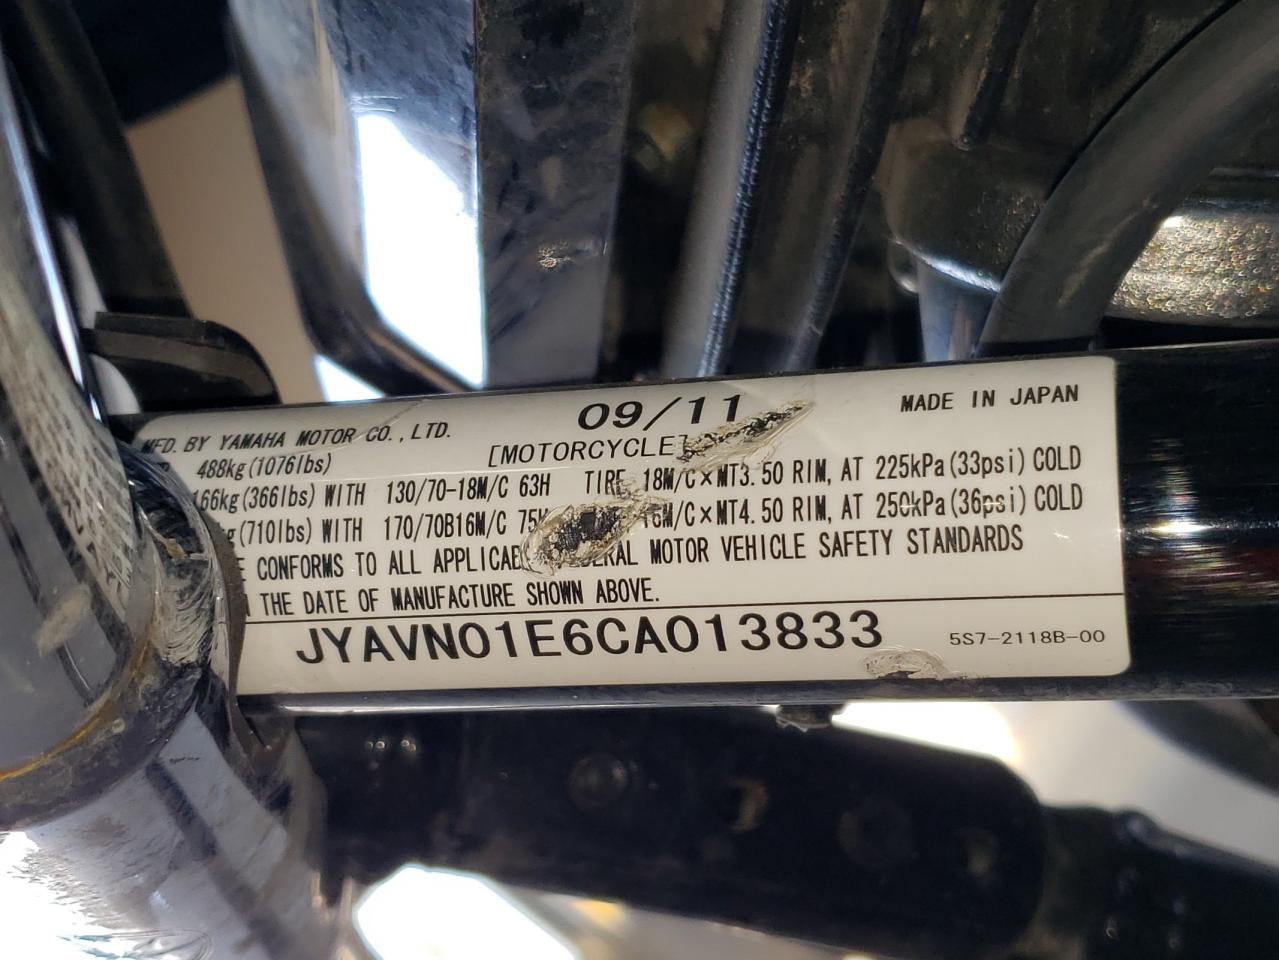 MFD. BY YAMAHA MOTOR CO.,LTD. 09/11 MADE IN JAPAN
488kg(1076lbs) [MOTORCYCLE]
166kg(366lbs) WITH 130/70-18M/C 63H TIRE 18M/C×MT3.50 RIM, AT 225kPa(33psi) COLD
kg(710lbs) WITH 170/70B16M/C 75H 16M/C×MT4.50 RIM, AT 250kPa(36psi) COLD
CONFORMS TO ALL MOTOR VEHICLE SAFETY STANDARDS
THE DATE OF MANUFACTURE SHOWN ABOVE.
JYAVN01E6CA013833 5S7-2118B-00